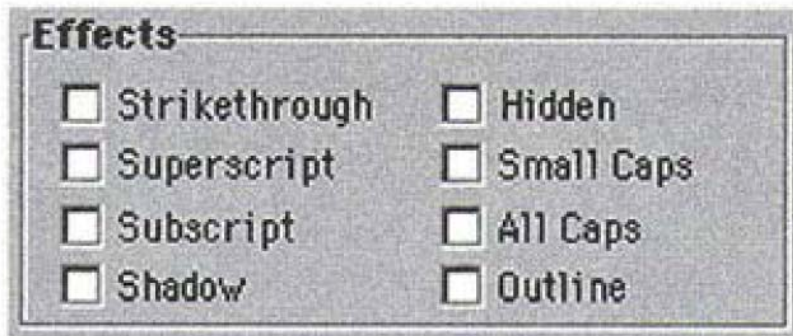 Effects
Strikethrough Hidden
Superscript Small Caps
Subscript All Caps
Shadow Outline